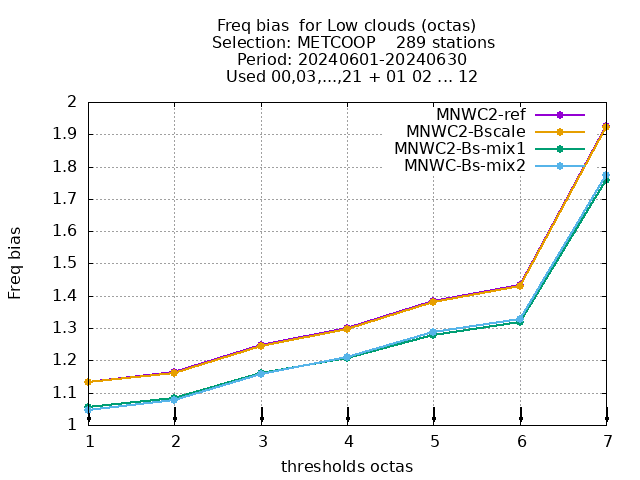 Freq bias  for Low clouds (octas)
Selection: METCOOP    289 stations
Period: 20240601-20240630
Used 00,03,...,21 + 01 02 ... 12
MNWC2-ref
MNWC2-Bscale
MNWC2-Bs-mix1
MNWC-Bs-mix2
2
1.9
1.8
1.7
1.6
1.5
1.4
1.3
1.2
1.1
1
Freq bias
1 2 3 4 5 6 7
thresholds octas